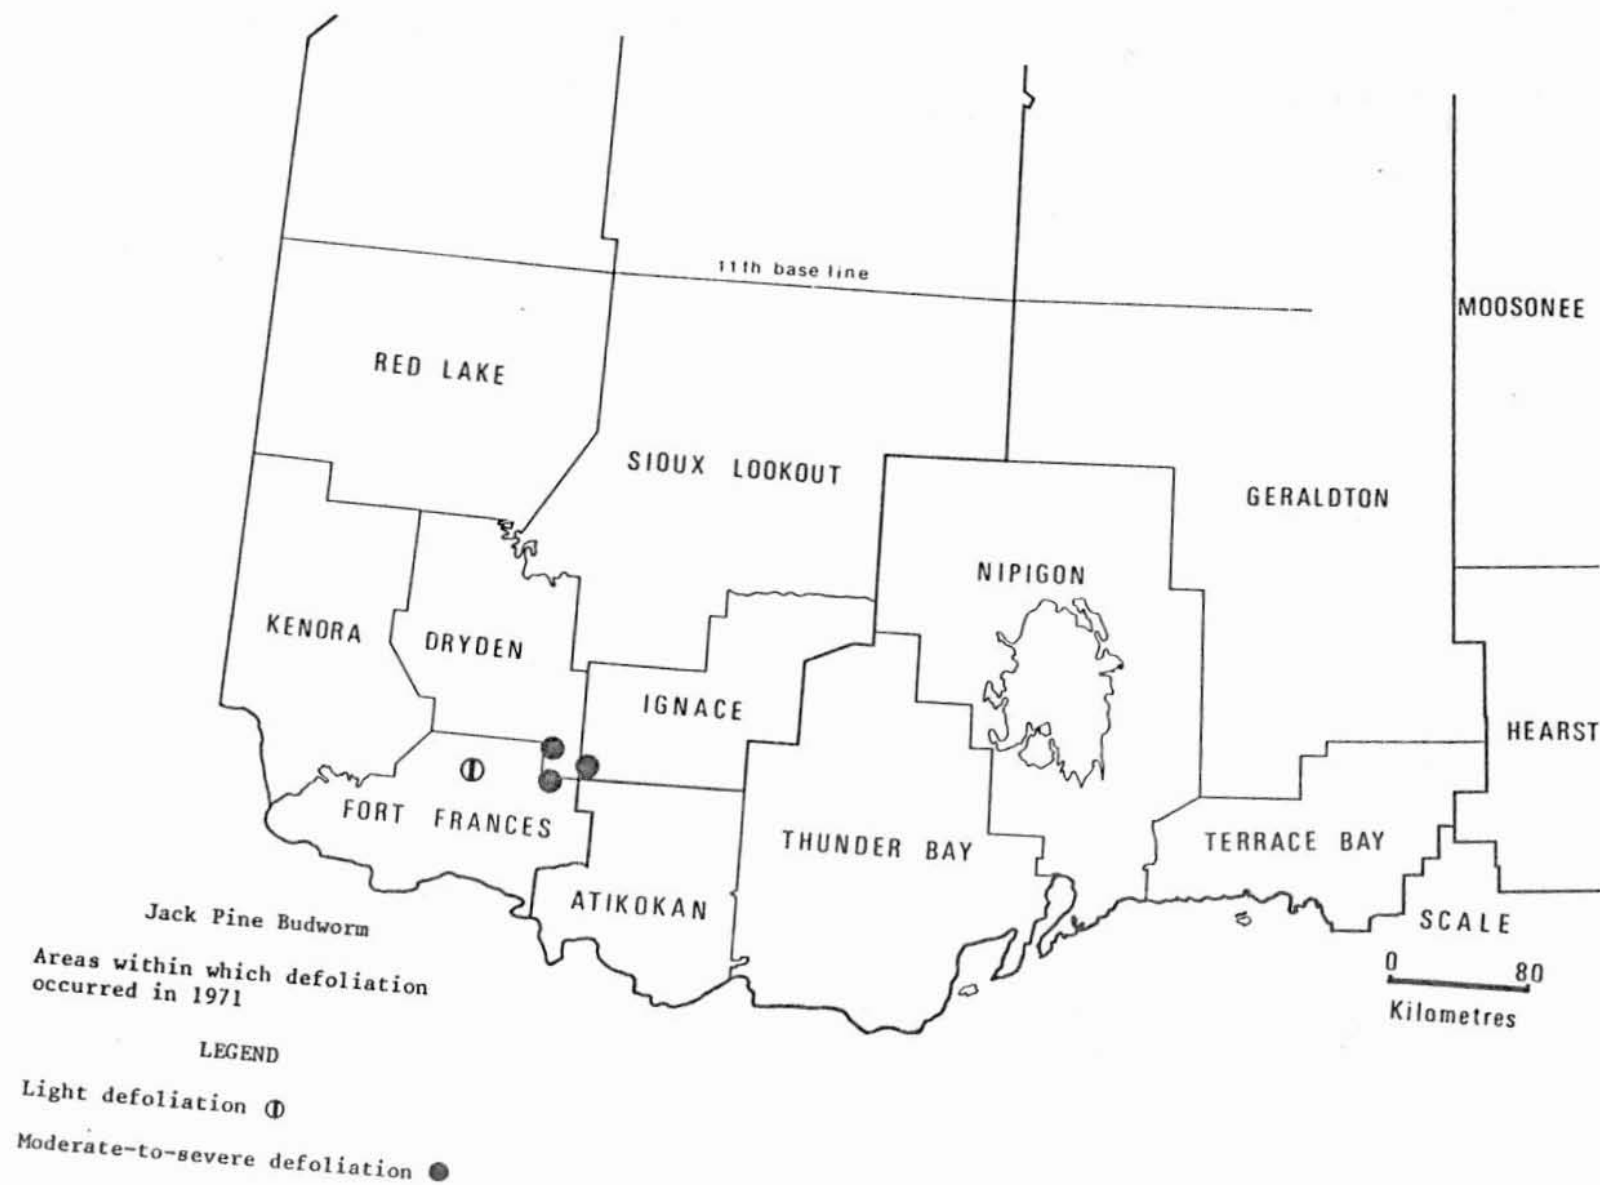 11th base line
MOOSONEE
RED LAKE
SIOUX LOOKOUT
GERALDTON
NIPIGON
KENORA
DRYDEN
IGNACE
HEARST
FORT FRANCES
THUNDER BAY
TERRACE BAY
ATIKOKAN
Jack Pine Budworm
Areas within which defoliation
occurred in 1971
LEGEND
Light defoliation
Moderate-to-severe defoliation
SCALE
0 80
Kilometres